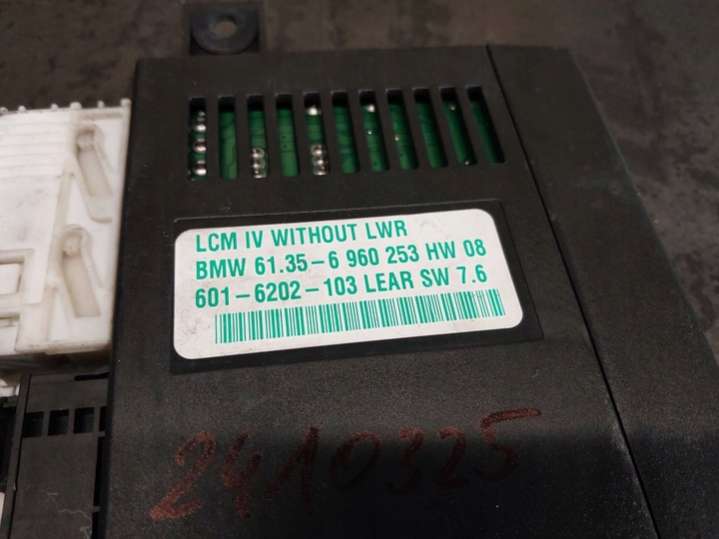 LCM IV WITHOUT LWR
BMW 61.35-6 960 253 HW 08
601-6202-103 LEAR SW 7.6
2410325